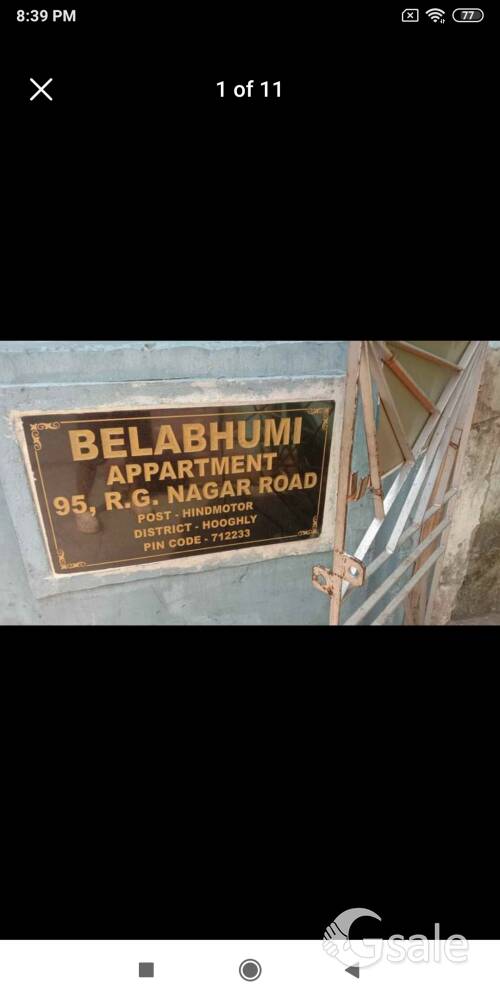 8:39 PM
77
1 of 11
BELABHUMI
APPARTMENT
95, R.G. NAGAR ROAD
POST - HINDMOTOR
DISTRICT - HOOGHLY
PIN CODE - 712233
Gsale